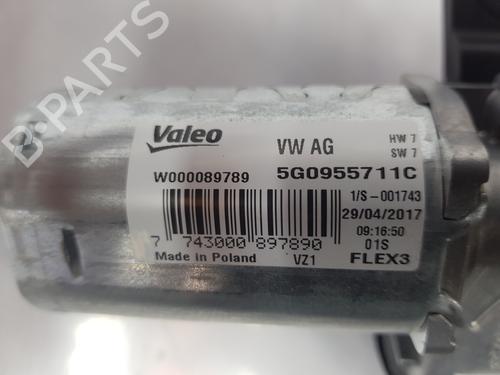 B-PARTS
Valeo
VW AG
HW 7
SW 7
W000089789
5G0955711C
1/S-001743
29/04/2017
09:16:50
7 743000 897890
01S
Made in Poland
VZ1
FLEX3